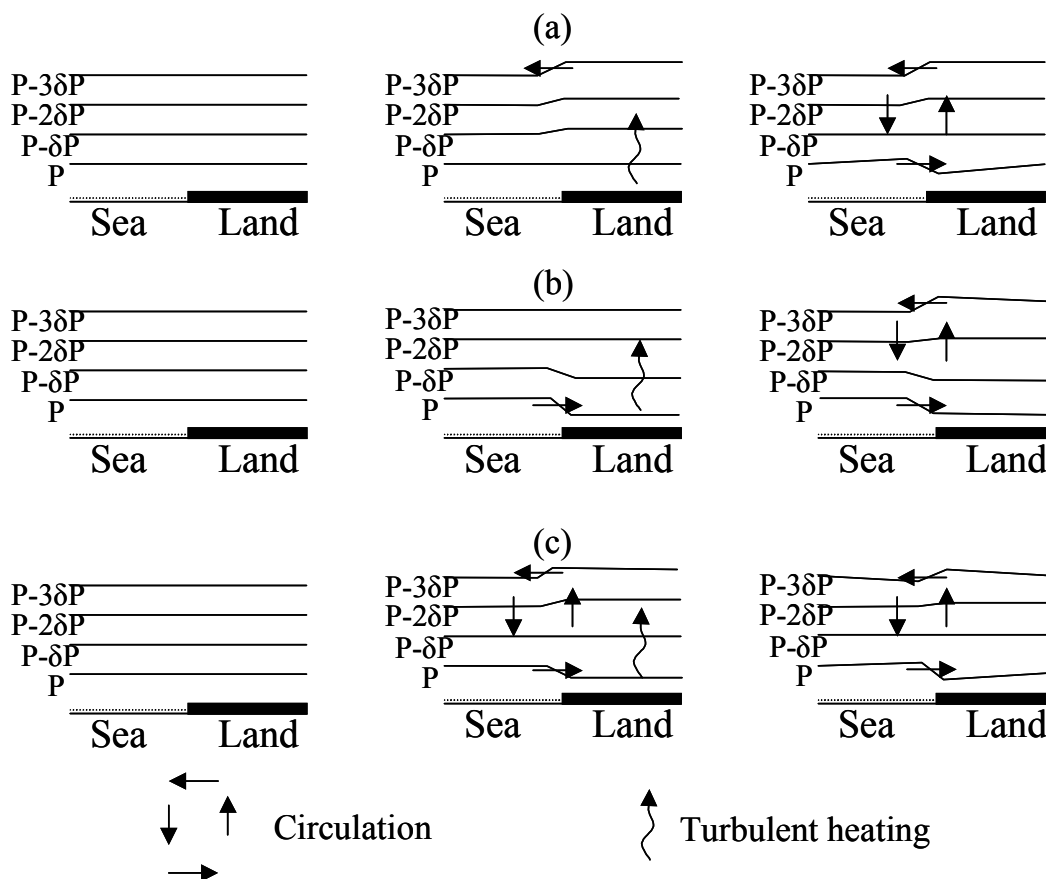 (a)
P-3δP
P-2δP
P-δP
P
Sea Land
P-3δP
P-2δP
P-δP
P
Sea Land
P-3δP
P-2δP
P-δP
P
Sea Land
(b)
P-3δP
P-2δP
P-δP
P
Sea Land
P-3δP
P-2δP
P-δP
P
Sea Land
P-3δP
P-2δP
P-δP
P
Sea Land
(c)
P-3δP
P-2δP
P-δP
P
Sea Land
P-3δP
P-2δP
P-δP
P
Sea Land
P-3δP
P-2δP
P-δP
P
Sea Land
Circulation
Turbulent heating